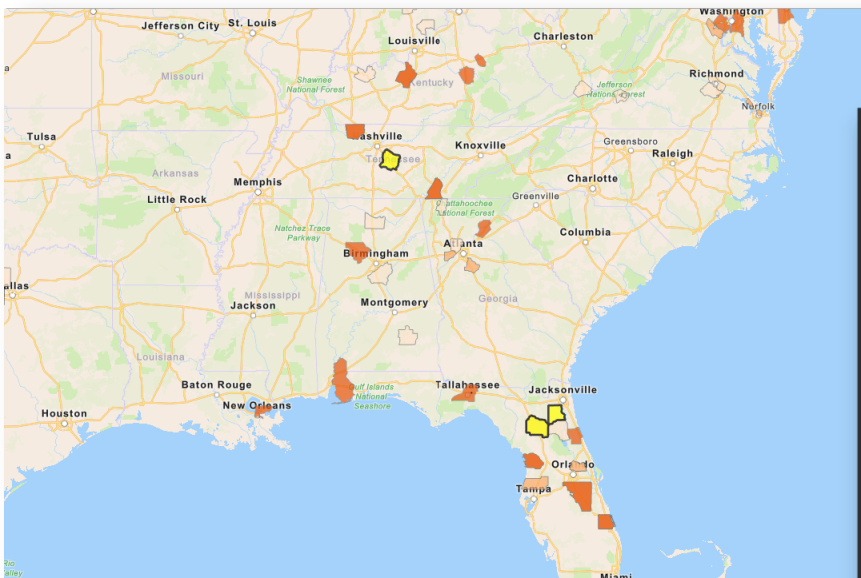 Washington
Jefferson City
St. Louis
Louisville
Charleston
Missouri
Shawnee
National Forest
Kentucky
Richmond
Jefferson
National Forest
Norfolk
Tulsa
Nashville
Knoxville
Greensboro
Raleigh
Tennessee
Arkansas
Memphis
Charlotte
Little Rock
Greenville
Chattahoochee
National Forest
Natchez Trace
Parkway
Columbia
Atlanta
Birmingham
allas
Mississippi
Georgia
Jackson
Montgomery
Louisiana
Baton Rouge
Tallahassee
Jacksonville
Gulf Islands
National
Seashore
New Orleans
Houston
Orlando
Tampa
Rio
alley
Miami